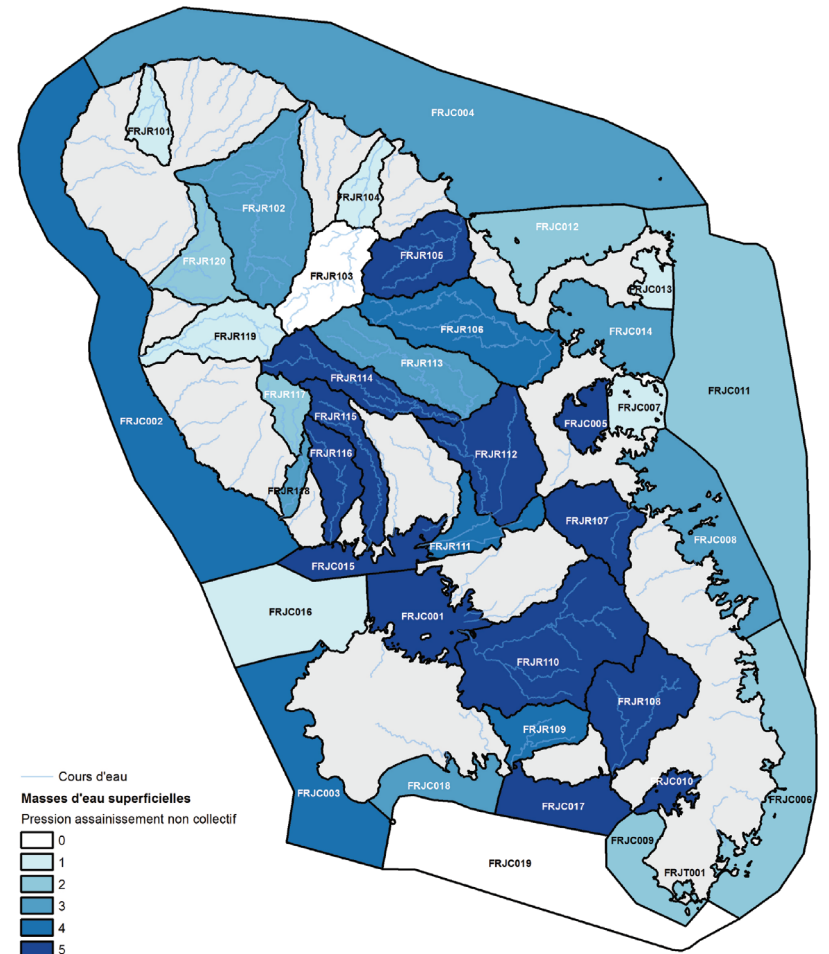 FRJC004
FRJR101
FRJR104
FRJR102
FRJC012
FRJR105
FRJR120
FRJR103
FRJC013
FRJR106
FRJC014
FRJR119
FRJR113
FRJR114
FRJC011
FRJR117
FRJC007
FRJR115
FRJC002
FRJC005
FRJR116
FRJR112
FRJR118
FRJR107
FRJC008
FRJR111
FRJC015
FRJC016
FRJC001
FRJR110
FRJR108
FRJR109
Cours d'eau
FRJC010
FRJC018
FRJC003
Masses d'eau superficielles
FRJC006
FRJC017
Pression assainissement non collectif
0
FRJC009
1
FRJC019
FRJT001
2
3
4
5